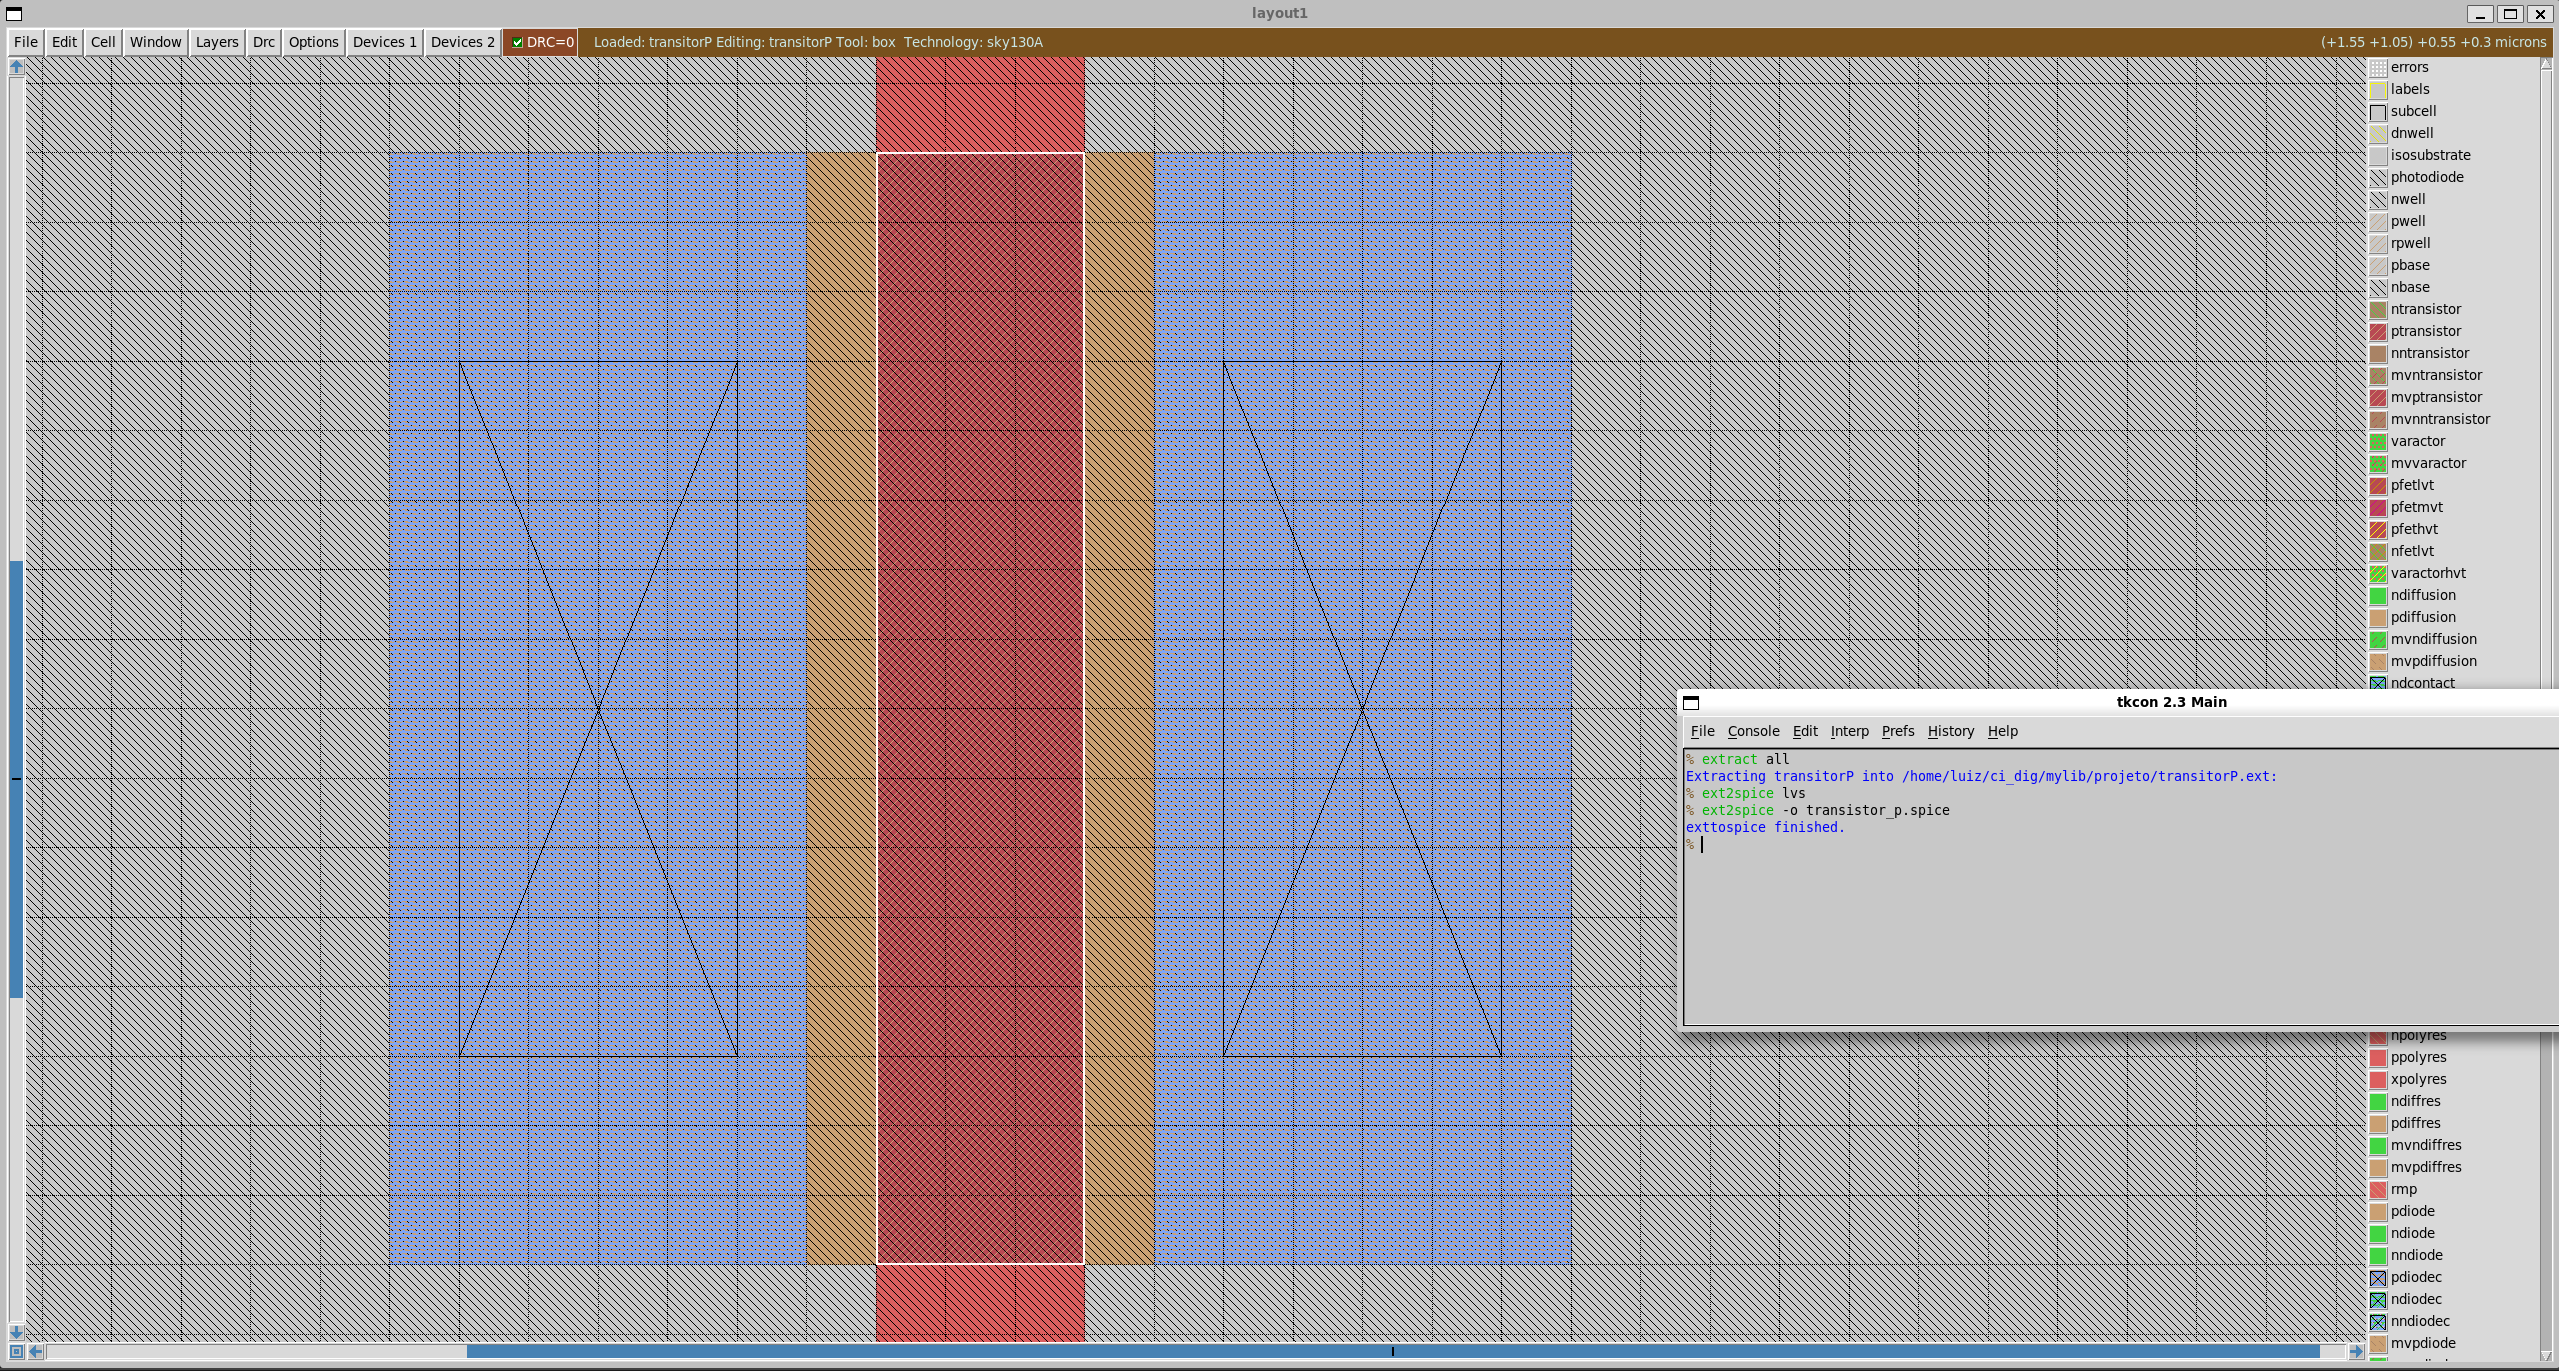 layout1
File Edit Cell Window Layers Drc Options Devices 1 Devices 2 DRC=0 Loaded: transitorP Editing: transitorP Tool: box Technology: sky130A (+1.55 +1.05) +0.55 +0.3 microns
errors
labels
subcell
dnwell
isosubstrate
photodiode
nwell
pwell
rpwell
pbase
nbase
ntransistor
ptransistor
nntransistor
mvntransistor
mvptransistor
mvnntransistor
varactor
mvvaractor
pfetlvt
pfetmvt
pfethvt
nfetlvt
varactorhvt
ndiffusion
pdiffusion
mvndiffusion
mvpdiffusion
ndcontact
tkcon 2.3 Main
File Console Edit Interp Prefs History Help
% extract all
Extracting transitorP into /home/luiz/ci_dig/mylib/projeto/transitorP.ext:
% ext2spice lvs
% ext2spice -o transistor_p.spice
exttospice finished.
%
npolyres
ppolyres
xpolyres
ndiffres
pdiffres
mvndiffres
mvpdiffres
rmp
pdiode
ndiode
nndiode
pdiodec
ndiodec
nndiodec
mvpdiode